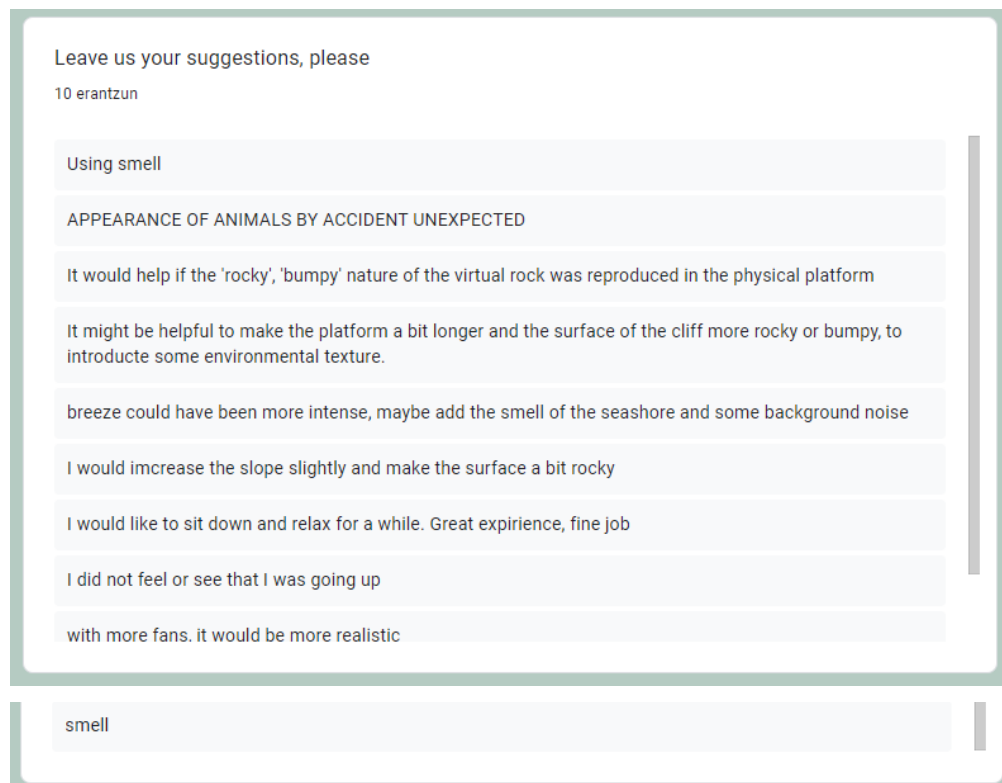 Leave us your suggestions, please
10 erantzun
Using smell
APPEARANCE OF ANIMALS BY ACCIDENT UNEXPECTED
It would help if the 'rocky', 'bumpy' nature of the virtual rock was reproduced in the physical platform
It might be helpful to make the platform a bit longer and the surface of the cliff more rocky or bumpy, to
introducte some environmental texture.
breeze could have been more intense, maybe add the smell of the seashore and some background noise
I would imcrease the slope slightly and make the surface a bit rocky
I would like to sit down and relax for a while. Great expirience, fine job
I did not feel or see that I was going up
with more fans. it would be more realistic
smell